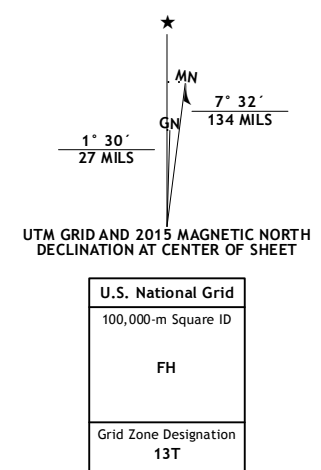 ★
MN
7° 32´
134 MILS
GN
1° 30´
27 MILS
UTM GRID AND 2015 MAGNETIC NORTH
DECLINATION AT CENTER OF SHEET
U.S. National Grid
100,000-m Square ID
FH
Grid Zone Designation
13T